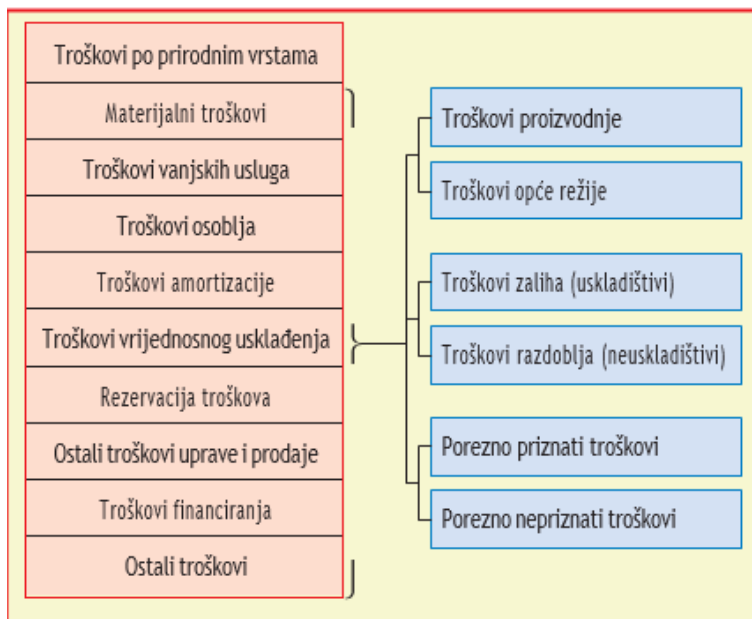 Troškovi po prirodnim vrstama
Materijalni troškovi
Troškovi vanjskih usluga
Troškovi osoblja
Troškovi amortizacije
Troškovi vrijednosnog usklađenja
Rezervacija troškova
Ostali troškovi uprave i prodaje
Troškovi financiranja
Ostali troškovi
Troškovi proizvodnje
Troškovi opće režije
Troškovi zaliha (uskladištivi)
Troškovi razdoblja (neuskladištivi)
Porezno priznati troškovi
Porezno nepriznati troškovi